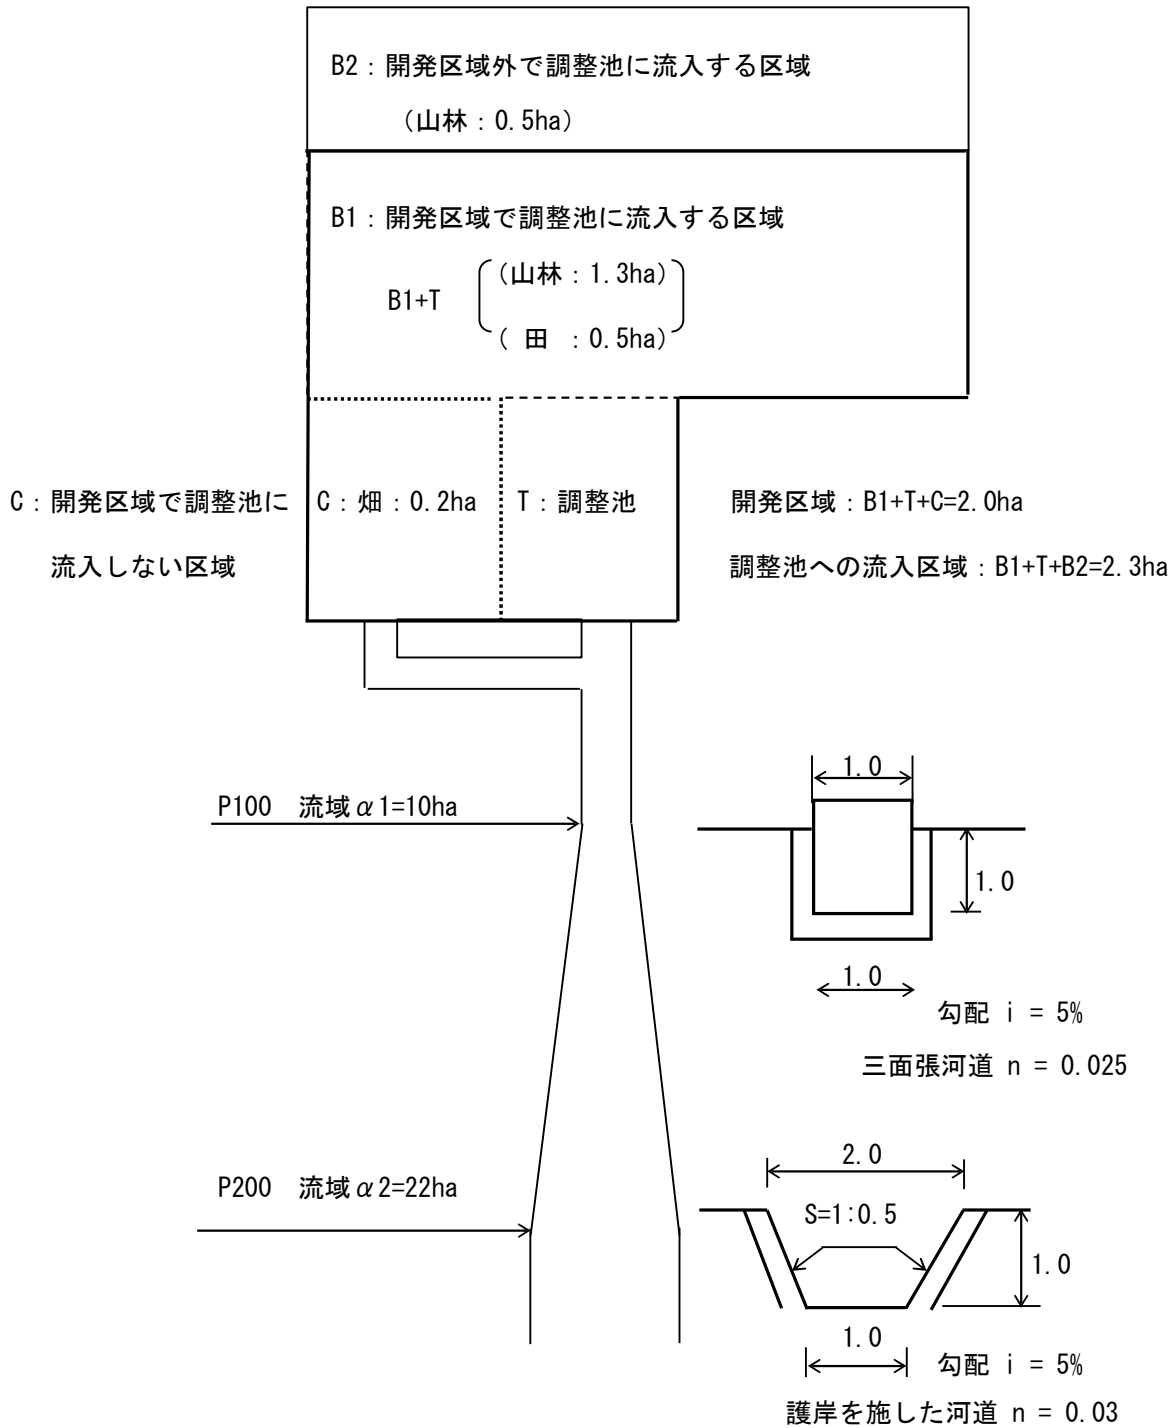 B2：開発区域外で調整池に流入する区域
（山林：0.5ha）
B1：開発区域で調整池に流入する区域
B1+T
（山林：1.3ha）
（ 田 ：0.5ha）
C：開発区域で調整池に
流入しない区域
C：畑：0.2ha
T：調整池
開発区域：B1+T+C=2.0ha
調整池への流入区域：B1+T+B2=2.3ha
P100 流域α1=10ha
1.0
1.0
1.0
勾配 i = 5%
三面張河道 n = 0.025
P200 流域α2=22ha
2.0
S=1:0.5
1.0
1.0
勾配 i = 5%
護岸を施した河道 n = 0.03